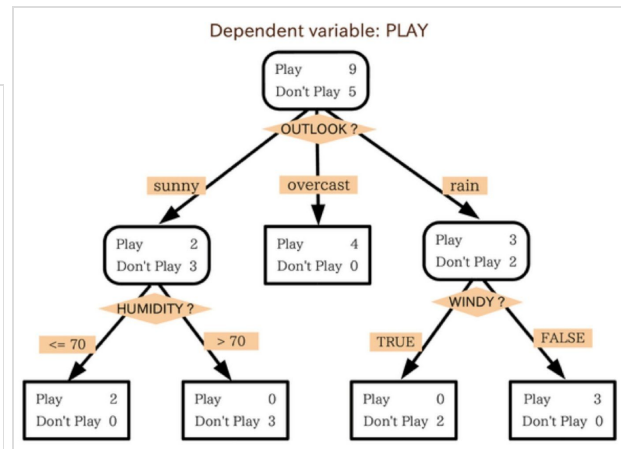 Dependent variable: PLAY
Play 9
Don't Play 5
OUTLOOK ?
sunny
overcast
rain
Play 2
Don't Play 3
Play 4
Don't Play 0
Play 3
Don't Play 2
HUMIDITY ?
WINDY ?
<= 70
> 70
TRUE
FALSE
Play 2
Don't Play 0
Play 0
Don't Play 3
Play 0
Don't Play 2
Play 3
Don't Play 0